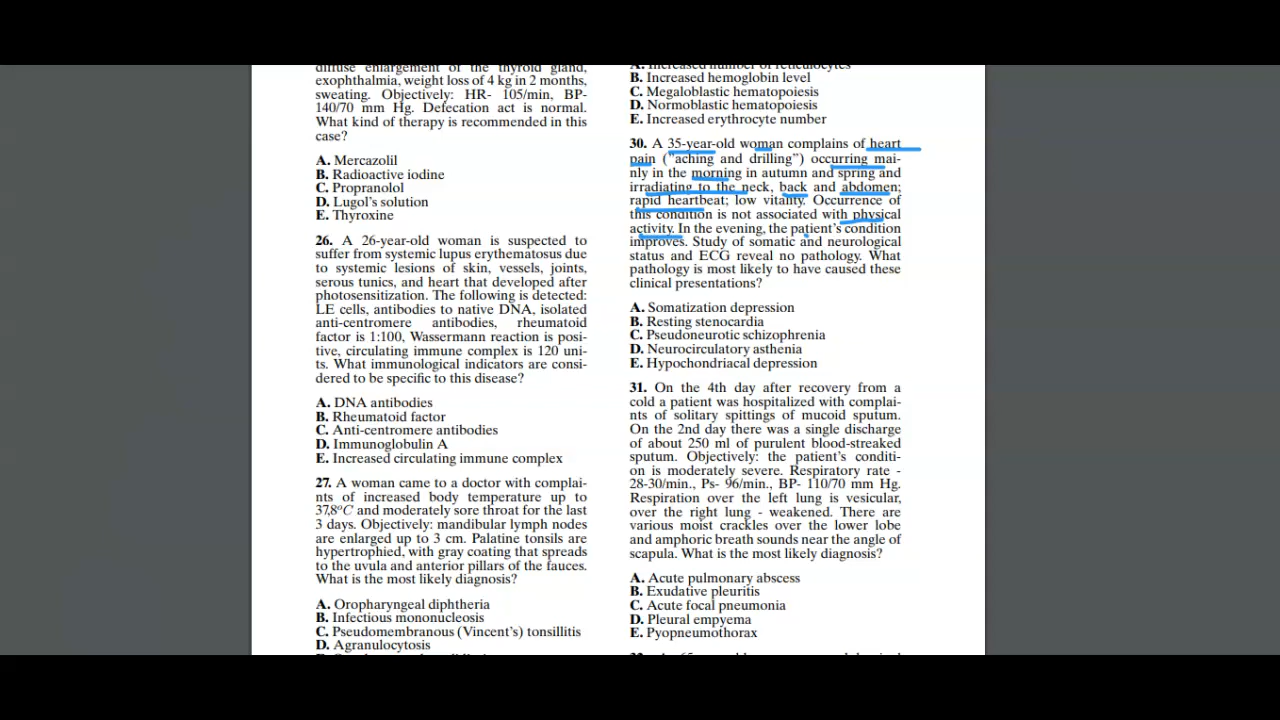 diffuse enlargement of the thyroid gland,
exophthalmia, weight loss of 4 kg in 2 months,
sweating. Objectively: HR- 105/min, BP-
140/70 mm Hg. Defecation act is normal.
What kind of therapy is recommended in this
case?
A. Mercazolil
B. Radioactive iodine
C. Propranolol
D. Lugol's solution
E. Thyroxine
26. A 26-year-old woman is suspected to
suffer from systemic lupus erythematosus due
to systemic lesions of skin, vessels, joints,
serous tunics, and heart that developed after
photosensitization. The following is detected:
LE cells, antibodies to native DNA, isolated
anti-centromere antibodies, rheumatoid
factor is 1:100, Wassermann reaction is posi-
tive, circulating immune complex is 120 uni-
ts. What immunological indicators are consi-
dered to be specific to this disease?
A. DNA antibodies
B. Rheumatoid factor
C. Anti-centromere antibodies
D. Immunoglobulin A
E. Increased circulating immune complex
27. A woman came to a doctor with complai-
nts of increased body temperature up to
37,8°C and moderately sore throat for the last
3 days. Objectively: mandibular lymph nodes
are enlarged up to 3 cm. Palatine tonsils are
hypertrophied, with gray coating that spreads
to the uvula and anterior pillars of the fauces.
What is the most likely diagnosis?
A. Oropharyngeal diphtheria
B. Infectious mononucleosis
C. Pseudomembranous (Vincent's) tonsillitis
D. Agranulocytosis
A. Increased number of reticulocytes
B. Increased hemoglobin level
C. Megaloblastic hematopoiesis
D. Normoblastic hematopoiesis
E. Increased erythrocyte number
30. A 35-year-old woman complains of heart
pain ("aching and drilling") occurring mai-
nly in the morning in autumn and spring and
irradiating to the neck, back and abdomen;
rapid heartbeat; low vitality. Occurrence of
this condition is not associated with physical
activity. In the evening, the patient's condition
improves. Study of somatic and neurological
status and ECG reveal no pathology. What
pathology is most likely to have caused these
clinical presentations?
A. Somatization depression
B. Resting stenocardia
C. Pseudoneurotic schizophrenia
D. Neurocirculatory asthenia
E. Hypochondriacal depression
31. On the 4th day after recovery from a
cold a patient was hospitalized with complai-
nts of solitary spittings of mucoid sputum.
On the 2nd day there was a single discharge
of about 250 ml of purulent blood-streaked
sputum. Objectively: the patient's conditi-
on is moderately severe. Respiratory rate -
28-30/min., Ps- 96/min., BP- 110/70 mm Hg.
Respiration over the left lung is vesicular,
over the right lung - weakened. There are
various moist crackles over the lower lobe
and amphoric breath sounds near the angle of
scapula. What is the most likely diagnosis?
A. Acute pulmonary abscess
B. Exudative pleuritis
C. Acute focal pneumonia
D. Pleural empyema
E. Pyopneumothorax